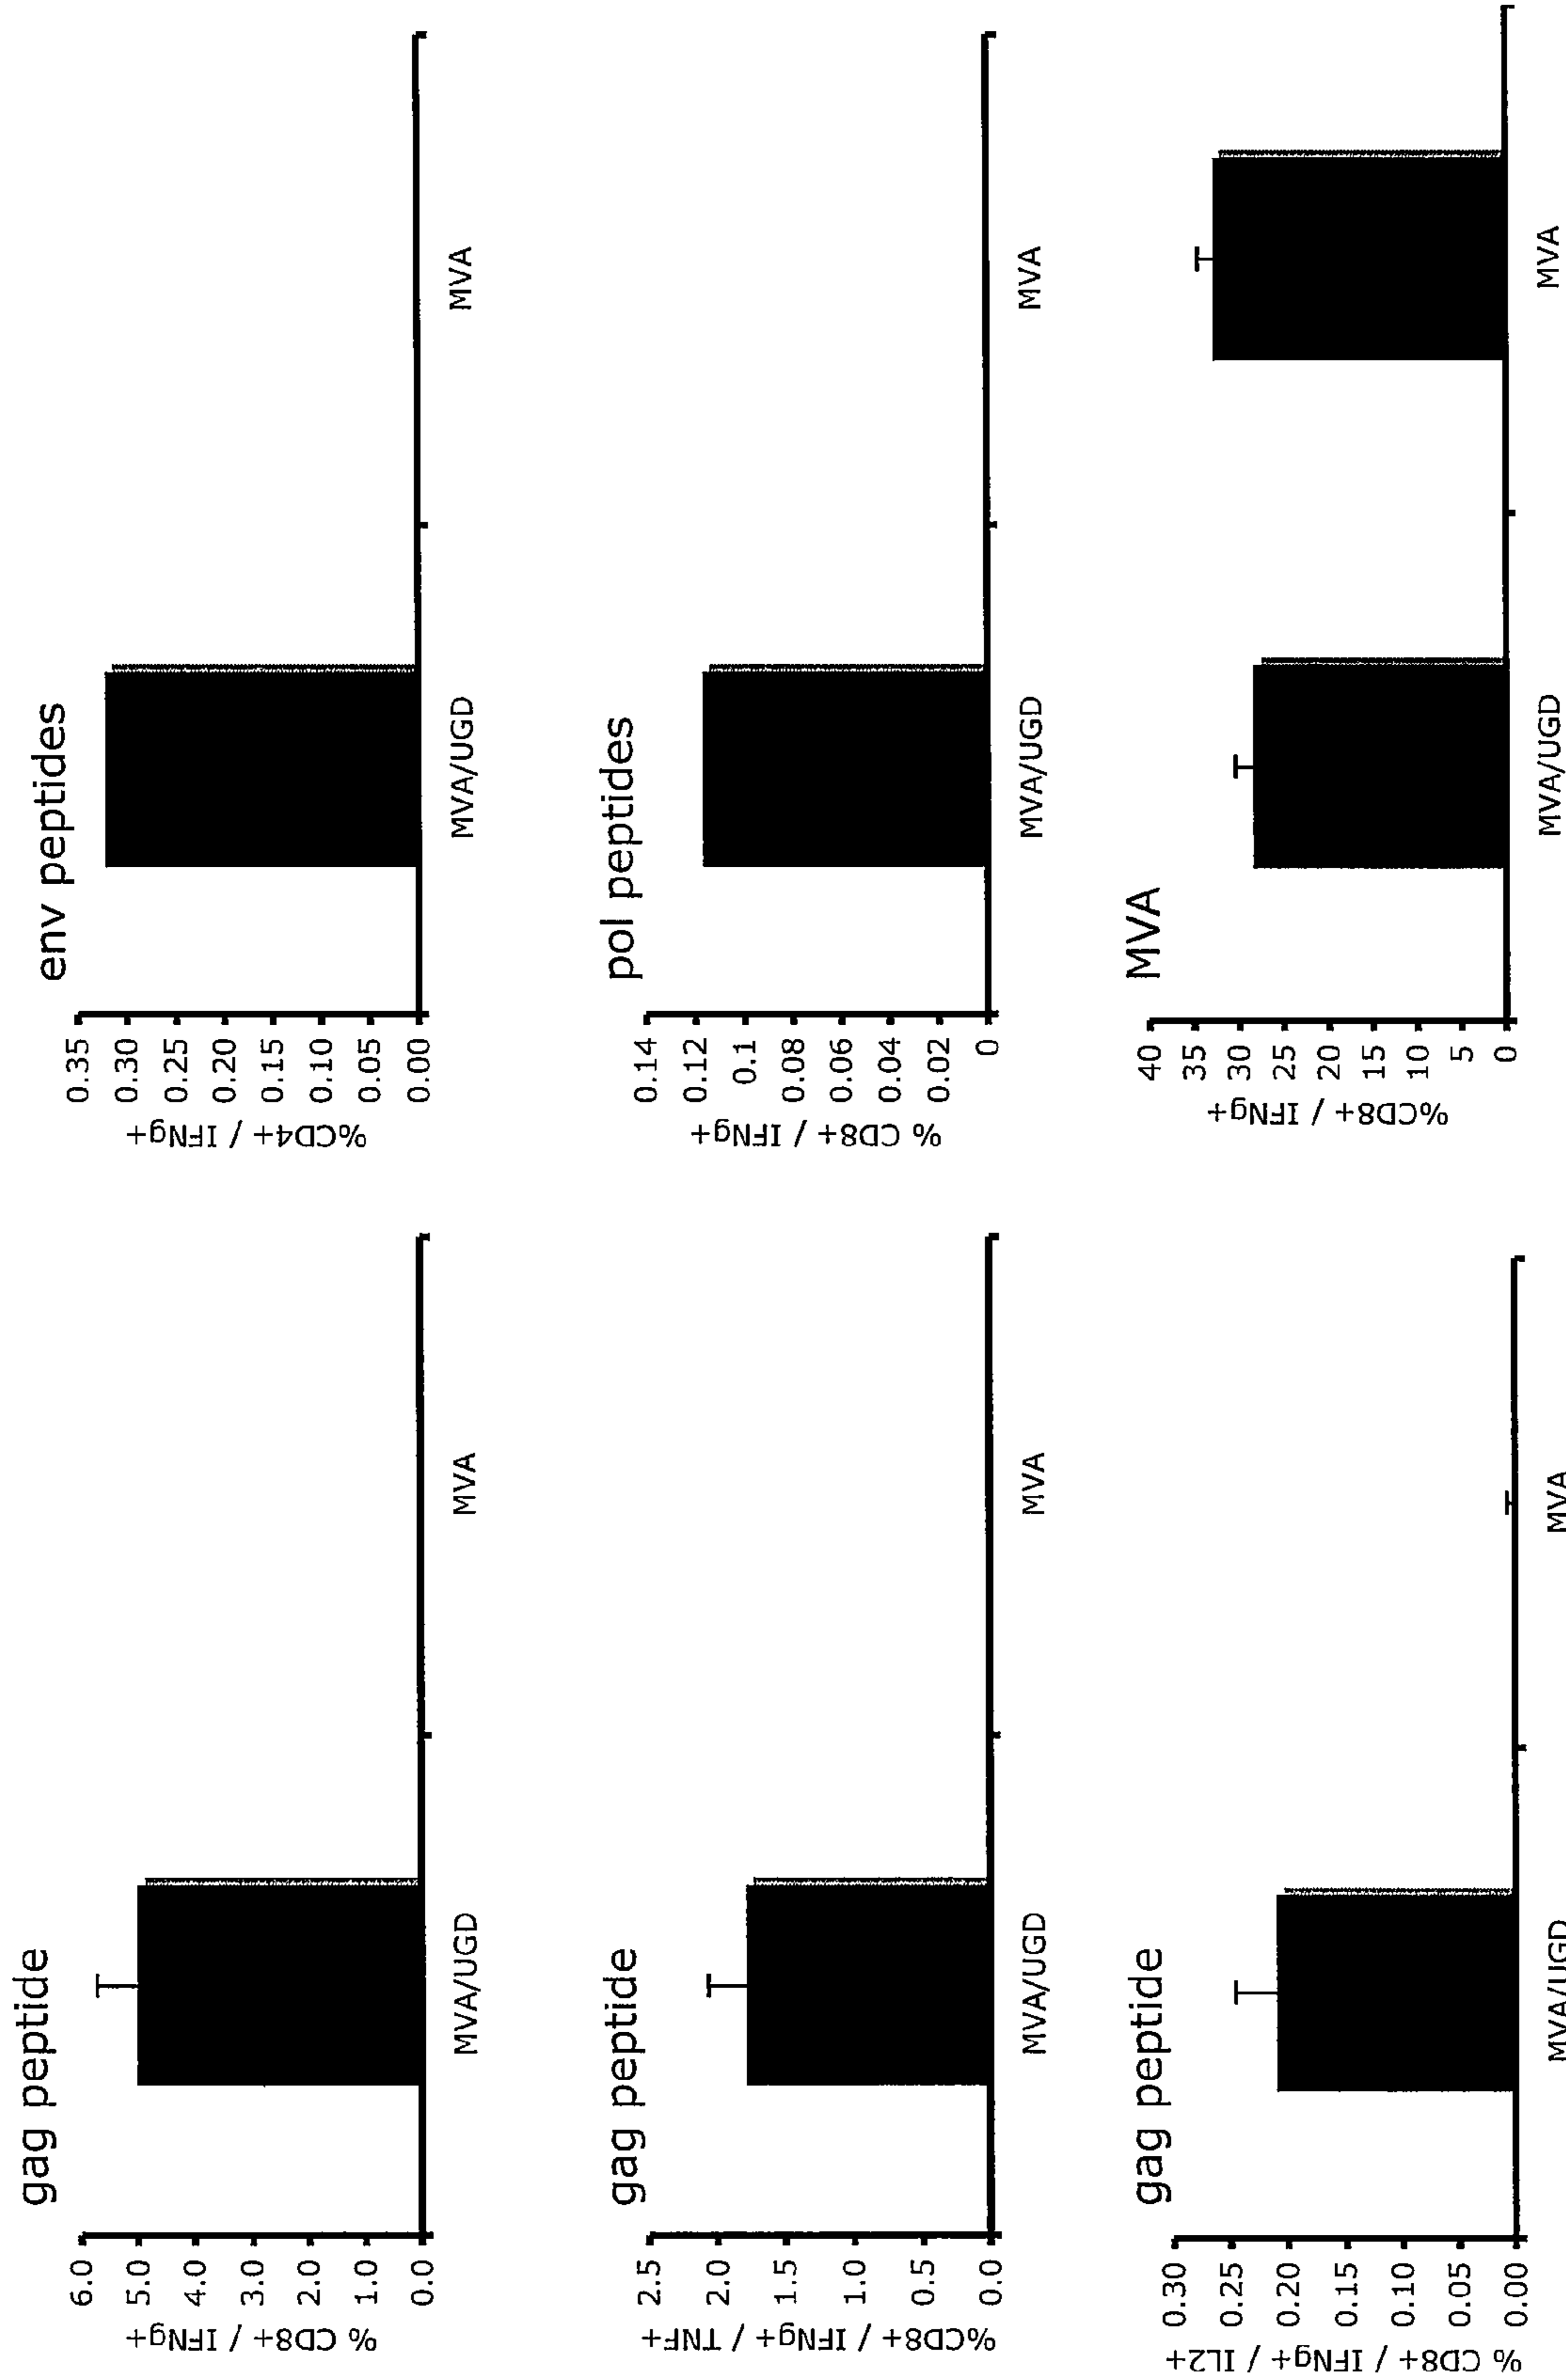 gag peptide
% CD8+ / IFNg+
6.0
5.0
4.0
3.0
2.0
1.0
0.0
MVA/UGD
MVA
env peptides
%CD4+ / IFNg+
0.35
0.30
0.25
0.20
0.15
0.10
0.05
0.00
MVA/UGD
MVA
gag peptide
%CD8+ / IFNg+ / TNF+
2.5
2.0
1.5
1.0
0.5
0.0
MVA/UGD
MVA
pol peptides
% CD8+ / IFNg+
0.14
0.12
0.1
0.08
0.06
0.04
0.02
0
MVA/UGD
MVA
gag peptide
% CD8+ / IFNg+ / IL2+
0.30
0.25
0.20
0.15
0.10
0.05
0.00
MVA/UGD
MVA
MVA
%CD8+ / IFNg+
40
35
30
25
20
15
10
5
0
MVA/UGD
MVA